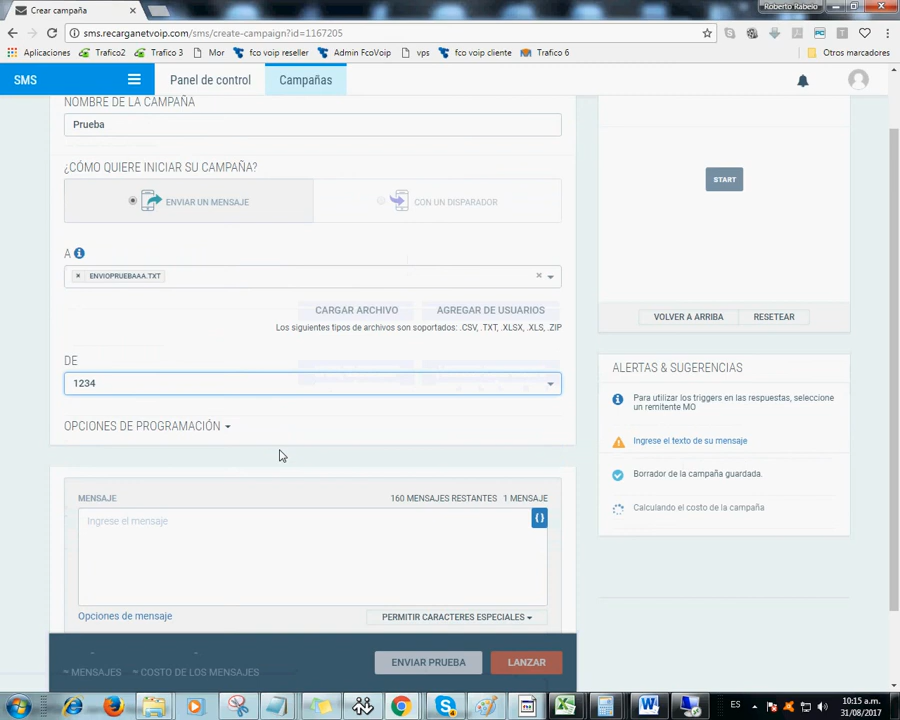 Crear campaña
Roberto Rabelo
sms.recarganetvoip.com/sms/create-campaign?id=1167205
Aplicaciones Trafico2 Trafico 3 Mor fco voip reseller Admin FcoVoip vps fco voip cliente Trafico 6 Otros marcadores
SMS Panel de control Campañas
NOMBRE DE LA CAMPAÑA
Prueba
¿CÓMO QUIERE INICIAR SU CAMPAÑA?
START
ENVIAR UN MENSAJE CON UN DISPARADOR
A
× ENVIOPRUEBAAA.TXT ×
CARGAR ARCHIVO AGREGAR DE USUARIOS
VOLVER A ARRIBA RESETEAR
Los siguientes tipos de archivos son soportados: .CSV, .TXT, .XLSX, .XLS, .ZIP
DE
ALERTAS & SUGERENCIAS
1234
Para utilizar los triggers en las respuestas, seleccione
un remitente MO
OPCIONES DE PROGRAMACIÓN
Ingrese el texto de su mensaje
Borrador de la campaña guardada.
MENSAJE 160 MENSAJES RESTANTES 1 MENSAJE
Calculando el costo de la campaña
Ingrese el mensaje
{}
Opciones de mensaje
PERMITIR CARACTERES ESPECIALES
- -
≈ MENSAJES ≈ COSTO DE LOS MENSAJES
ENVIAR PRUEBA LANZAR
ES
10:15 a.m.
31/08/2017